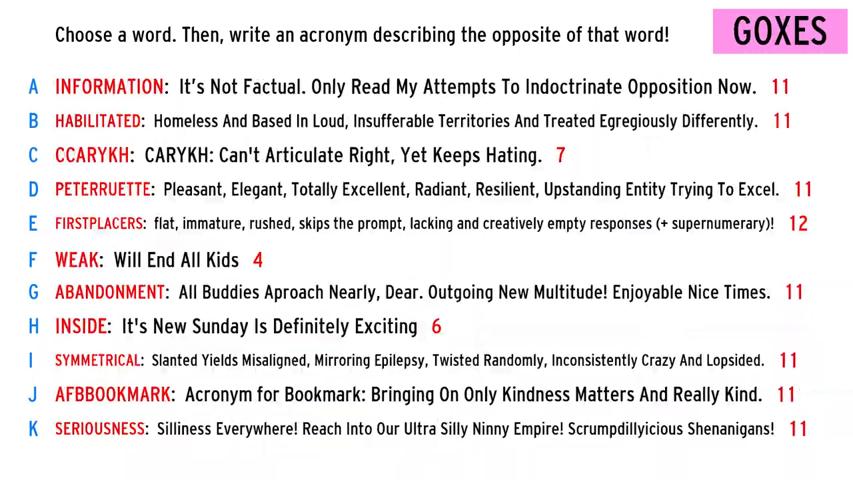 Choose a word. Then, write an acronym describing the opposite of that word!
GOXES
A INFORMATION: It's Not Factual. Only Read My Attempts To Indoctrinate Opposition Now. 11
B HABILITATED: Homeless And Based In Loud, Insufferable Territories And Treated Egregiously Differently. 11
C CCARYKH: CARYKH: Can't Articulate Right, Yet Keeps Hating. 7
D PETERRUETTE: Pleasant, Elegant, Totally Excellent, Radiant, Resilient, Upstanding Entity Trying To Excel. 11
E FIRSTPLACERS: flat, immature, rushed, skips the prompt, lacking and creatively empty responses (+ supernumerary)! 12
F WEAK: Will End All Kids 4
G ABANDONMENT: All Buddies Aproach Nearly, Dear. Outgoing New Multitude! Enjoyable Nice Times. 11
H INSIDE: It's New Sunday Is Definitely Exciting 6
I SYMMETRICAL: Slanted Yields Misaligned, Mirroring Epilepsy, Twisted Randomly, Inconsistently Crazy And Lopsided. 11
J AFBBOOKMARK: Acronym for Bookmark: Bringing On Only Kindness Matters And Really Kind. 11
K SERIOUSNESS: Silliness Everywhere! Reach Into Our Ultra Silly Ninny Empire! Scrumpdillyicious Shenanigans! 11